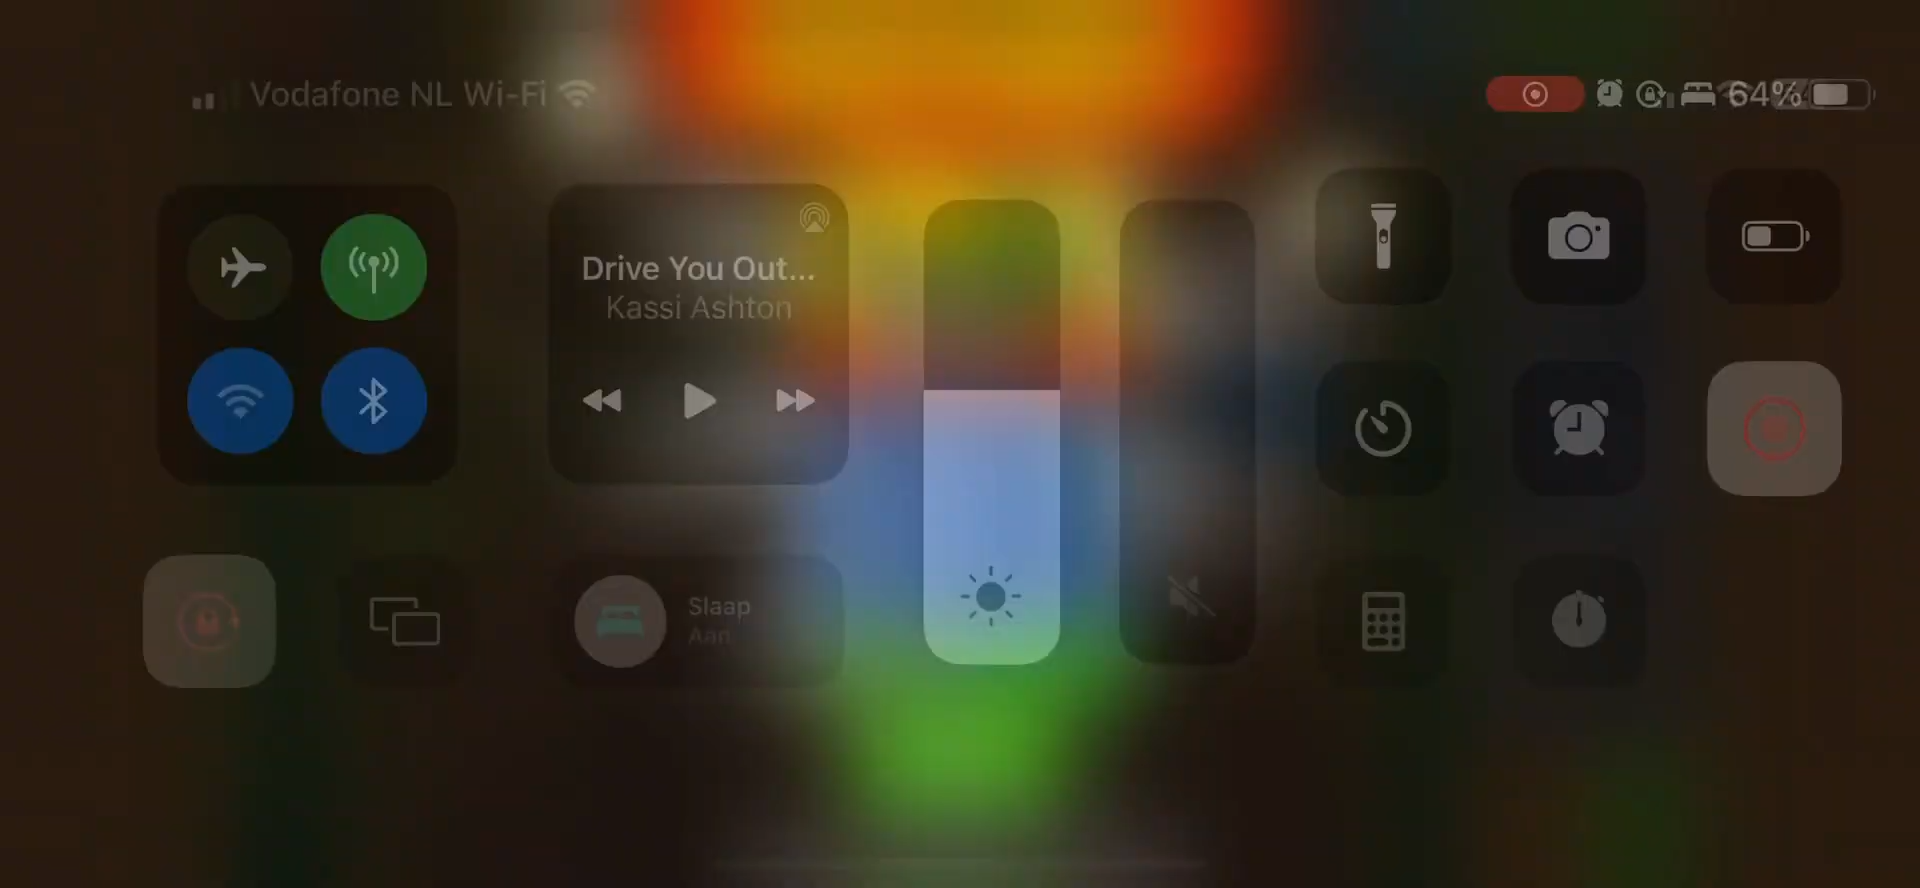 Vodafone NL Wi-Fi
64%
Drive You Out...
Kassi Ashton
Slaap
Aan